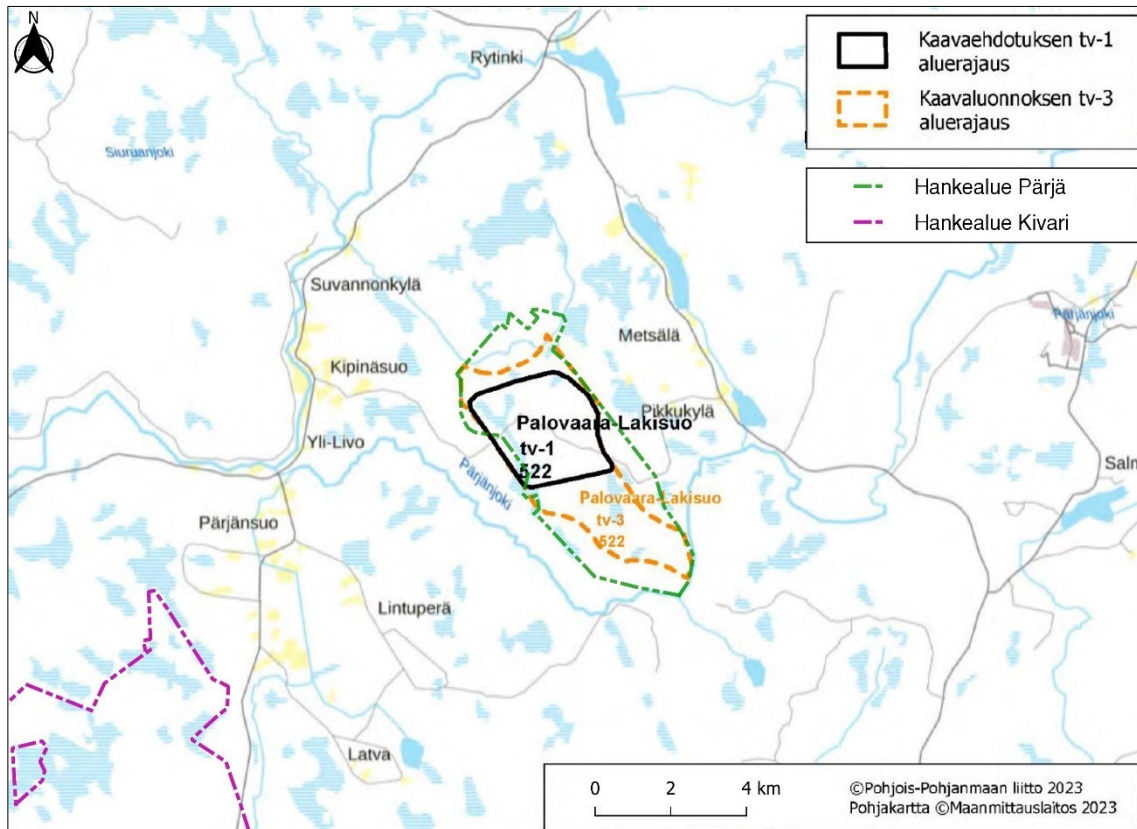 N
Rytinki
Siuruanjoki
Kaavaehdotuksen tv-1
aluerajaus
Kaavaluonnoksen tv-3
aluerajaus
Hankealue Pärjä
Hankealue Kivari
Suvannonkylä
Metsälä
Pärjänjoki
Kipinäsuo
Pikkukylä
Palovaara-Lakisuo
tv-1
522
Yli-Livo
Pärjänjoki
Salm
Palovaara-Lakisuo
tv-3
522
Pärjänsuo
Lintuperä
Latva
0 2 4 km
©Pohjois-Pohjanmaan liitto 2023
Pohjakartta ©Maanmittauslaitos 2023